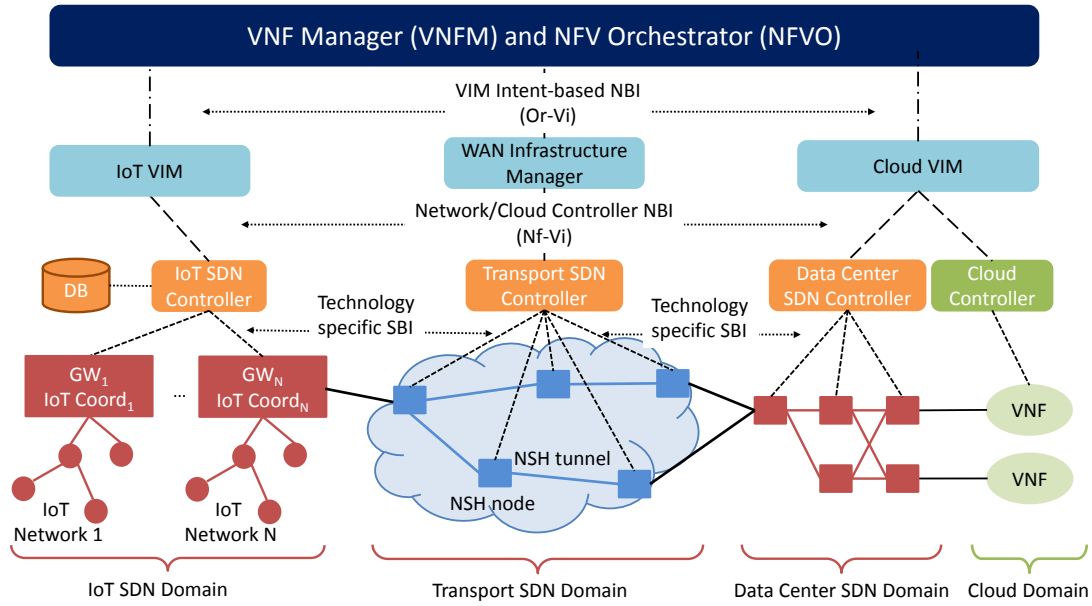 VNF Manager (VNFM) and NFV Orchestrator (NFVO)
VIM Intent-based NBI
(Or-Vi)
IoT VIM
WAN Infrastructure
Manager
Cloud VIM
Network/Cloud Controller NBI
(Nf-Vi)
DB
IoT SDN
Controller
Transport SDN
Controller
Data Center
SDN Controller
Cloud
Controller
Technology
specific SBI
Technology
specific SBI
GW1
IoT Coord1
...
GWN
IoT CoordN
VNF
NSH tunnel
VNF
NSH node
IoT
Network 1
IoT
Network N
IoT SDN Domain
Transport SDN Domain
Data Center SDN Domain
Cloud Domain